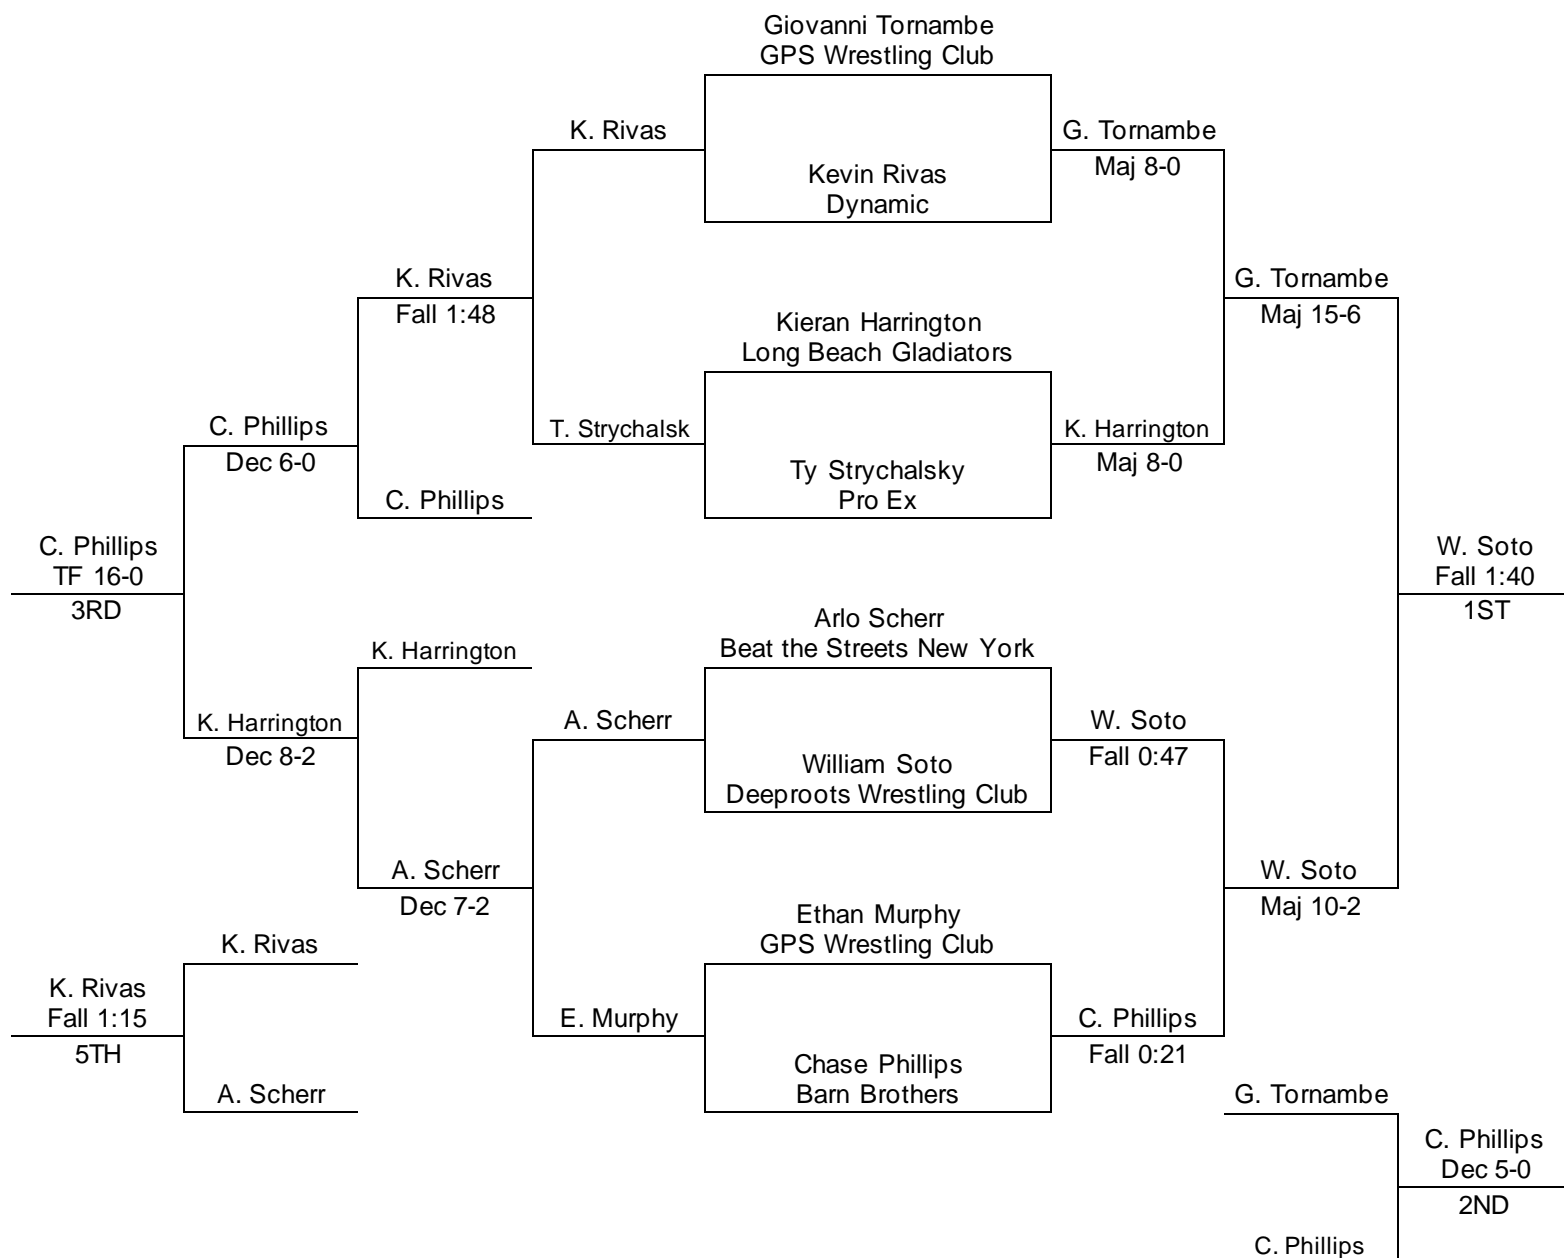 Giovanni Tornambe
GPS Wrestling Club
K. Rivas
G. Tornambe
Maj 8-0
Kevin Rivas
Dynamic
K. Rivas
Fall 1:48
G. Tornambe
Maj 15-6
Kieran Harrington
Long Beach Gladiators
C. Phillips
Dec 6-0
T. Strychalsk
K. Harrington
Maj 8-0
Ty Strychalsky
Pro Ex
C. Phillips
C. Phillips
TF 16-0
3RD
W. Soto
Fall 1:40
1ST
Arlo Scherr
Beat the Streets New York
K. Harrington
K. Harrington
Dec 8-2
A. Scherr
W. Soto
Fall 0:47
William Soto
Deeproots Wrestling Club
A. Scherr
Dec 7-2
W. Soto
Maj 10-2
Ethan Murphy
GPS Wrestling Club
K. Rivas
K. Rivas
Fall 1:15
5TH
E. Murphy
C. Phillips
Fall 0:21
Chase Phillips
Barn Brothers
A. Scherr
G. Tornambe
C. Phillips
Dec 5-0
2ND
C. Phillips